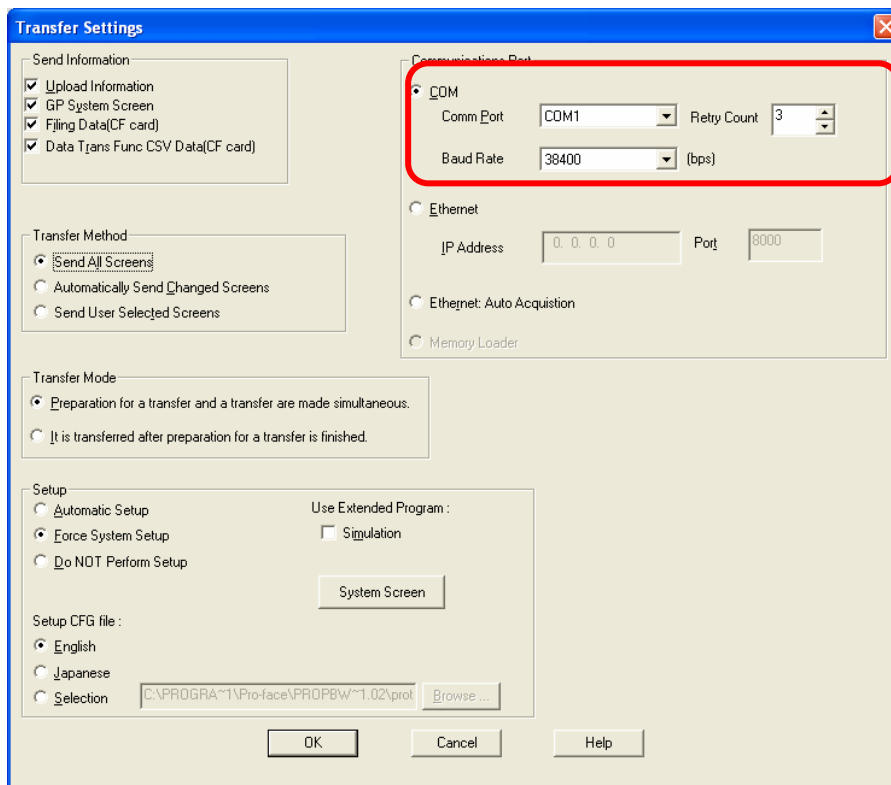 Transfer Settings
Send Information
Upload Information
GP System Screen
Filing Data(CF card)
Data Trans Func CSV Data(CF card)
Communications Port
COM
Comm Port COM1 Retry Count 3
Baud Rate 38400 (bps)
Ethernet
IP Address 0. 0. 0. 0 Port 8000
Ethernet: Auto Acquistion
Memory Loader
Transfer Method
Send All Screens
Automatically Send Changed Screens
Send User Selected Screens
Transfer Mode
Preparation for a transfer and a transfer are made simultaneous.
It is transferred after preparation for a transfer is finished.
Setup
Automatic Setup
Force System Setup
Do NOT Perform Setup
Use Extended Program :
Simulation
System Screen
Setup CFG file :
English
Japanese
Selection C:\PROGRA~1\Pro-face\PROPBW~1.02\prot Browse ...
OK Cancel Help